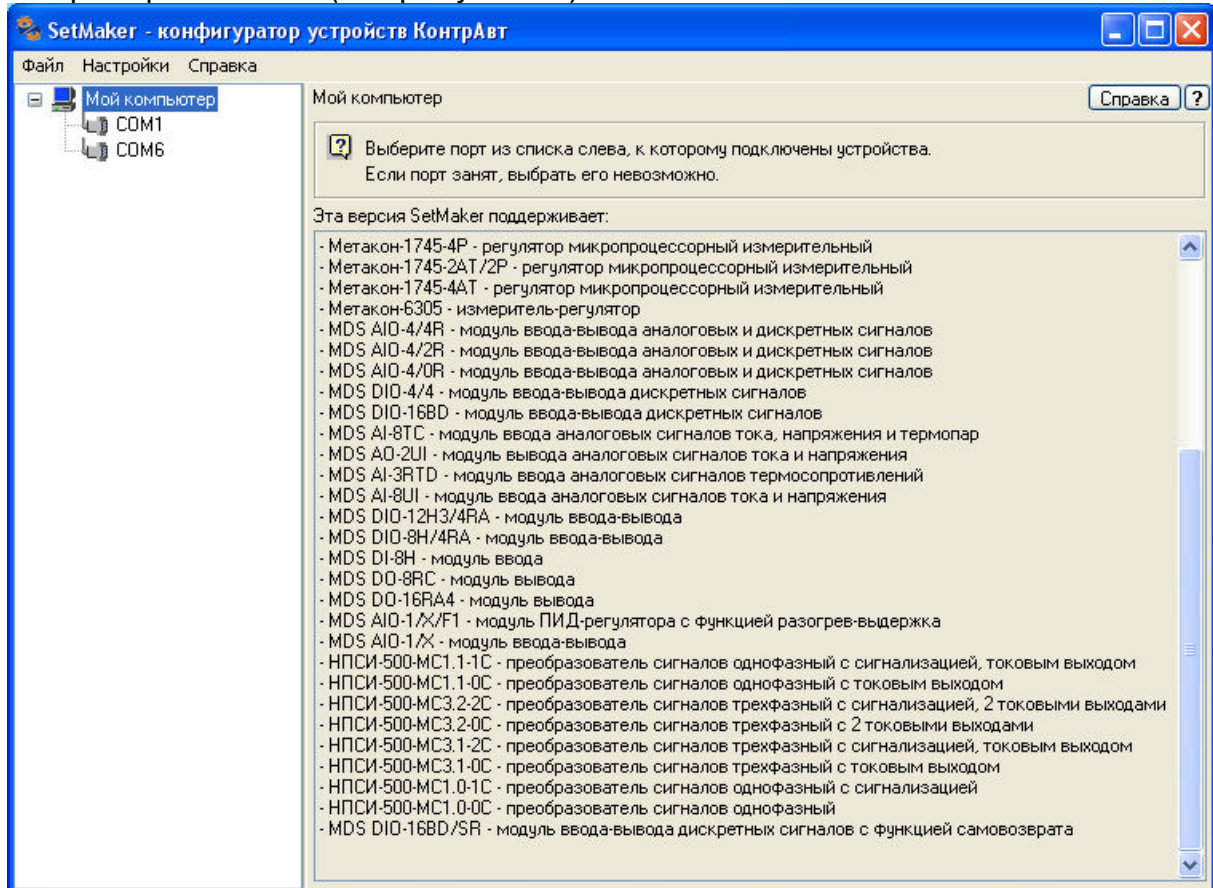 SetMaker - конфигуратор устройств КонтрАвт
Файл Настройки Справка
Мой компьютер
COM1
COM6
Мой компьютер
Справка ?
Выберите порт из списка слева, к которому подключены устройства.
Если порт занят, выбрать его невозможно.
Эта версия SetMaker поддерживает:
- Метакон-1745-4Р - регулятор микропроцессорный измерительный
- Метакон-1745-2АТ/2Р - регулятор микропроцессорный измерительный
- Метакон-1745-4АТ - регулятор микропроцессорный измерительный
- Метакон-6305 - измеритель-регулятор
- MDS AIO-4/4R - модуль ввода-вывода аналоговых и дискретных сигналов
- MDS AIO-4/2R - модуль ввода-вывода аналоговых и дискретных сигналов
- MDS AIO-4/0R - модуль ввода-вывода аналоговых и дискретных сигналов
- MDS DIO-4/4 - модуль ввода-вывода дискретных сигналов
- MDS DIO-16BD - модуль ввода-вывода дискретных сигналов
- MDS AI-8TC - модуль ввода аналоговых сигналов тока, напряжения и термопар
- MDS AO-2UI - модуль вывода аналоговых сигналов тока и напряжения
- MDS AI-3RTD - модуль ввода аналоговых сигналов термосопротивлений
- MDS AI-8UI - модуль ввода аналоговых сигналов тока и напряжения
- MDS DIO-12H3/4RA - модуль ввода-вывода
- MDS DIO-8H/4RA - модуль ввода-вывода
- MDS DI-8H - модуль ввода
- MDS DO-8RC - модуль вывода
- MDS DO-16RA4 - модуль вывода
- MDS AIO-1/X/F1 - модуль ПИД-регулятора с функцией разогрев-выдержка
- MDS AIO-1/X - модуль ввода-вывода
- НПСИ-500-МС1.1-1С - преобразователь сигналов однофазный с сигнализацией, токовым выходом
- НПСИ-500-МС1.1-0С - преобразователь сигналов однофазный с токовым выходом
- НПСИ-500-МС3.2-2С - преобразователь сигналов трехфазный с сигнализацией, 2 токовыми выходами
- НПСИ-500-МС3.2-0С - преобразователь сигналов трехфазный с 2 токовыми выходами
- НПСИ-500-МС3.1-2С - преобразователь сигналов трехфазный с сигнализацией, токовым выходом
- НПСИ-500-МС3.1-0С - преобразователь сигналов трехфазный с токовым выходом
- НПСИ-500-МС1.0-1С - преобразователь сигналов однофазный с сигнализацией
- НПСИ-500-МС1.0-0С - преобразователь сигналов однофазный
- MDS DIO-16BD/SR - модуль ввода-вывода дискретных сигналов с функцией самовозврата